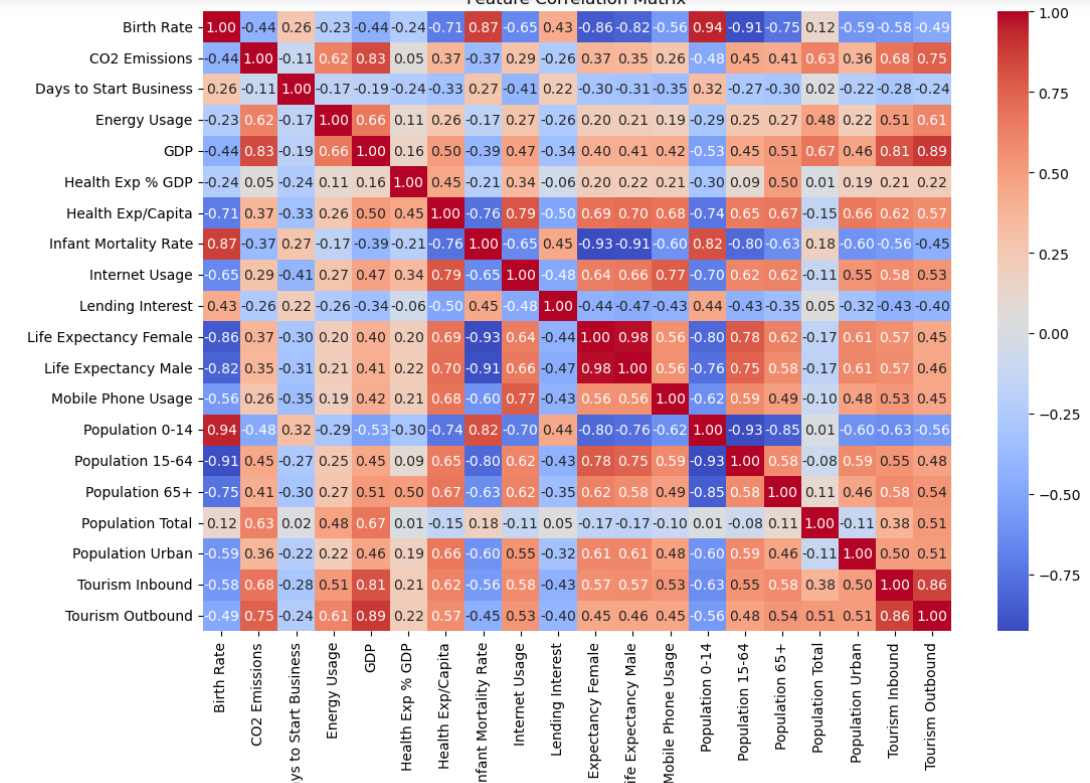 Feature Correlation Matrix
Birth Rate 1.00 -0.44 0.26 -0.23 -0.44 -0.24 -0.71 0.87 -0.65 0.43 -0.86 -0.82 -0.56 0.94 -0.91 -0.75 0.12 -0.59 -0.58 -0.49
CO2 Emissions -0.44 1.00 -0.11 0.62 0.83 0.05 0.37 -0.37 0.29 -0.26 0.37 0.35 0.26 -0.48 0.45 0.41 0.63 0.36 0.68 0.75
Days to Start Business 0.26 -0.11 1.00 -0.17 -0.19 -0.24 -0.33 0.27 -0.41 0.22 -0.30 -0.31 -0.35 0.32 -0.27 -0.30 0.02 -0.22 -0.28 -0.24
Energy Usage -0.23 0.62 -0.17 1.00 0.66 0.11 0.26 -0.17 0.27 -0.26 0.20 0.21 0.19 -0.29 0.25 0.27 0.48 0.22 0.51 0.61
GDP -0.44 0.83 -0.19 0.66 1.00 0.16 0.50 -0.39 0.47 -0.34 0.40 0.41 0.42 -0.53 0.45 0.51 0.67 0.46 0.81 0.89
Health Exp % GDP -0.24 0.05 -0.24 0.11 0.16 1.00 0.45 -0.21 0.34 -0.06 0.20 0.22 0.21 -0.30 0.09 0.50 0.01 0.19 0.21 0.22
Health Exp/Capita -0.71 0.37 -0.33 0.26 0.50 0.45 1.00 -0.76 0.79 -0.50 0.69 0.70 0.68 -0.74 0.65 0.67 -0.15 0.66 0.62 0.57
Infant Mortality Rate 0.87 -0.37 0.27 -0.17 -0.39 -0.21 -0.76 1.00 -0.65 0.45 -0.93 -0.91 -0.60 0.82 -0.80 -0.63 0.18 -0.60 -0.56 -0.45
Internet Usage -0.65 0.29 -0.41 0.27 0.47 0.34 0.79 -0.65 1.00 -0.48 0.64 0.66 0.77 -0.70 0.62 0.62 -0.11 0.55 0.58 0.53
Lending Interest 0.43 -0.26 0.22 -0.26 -0.34 -0.06 -0.50 0.45 -0.48 1.00 -0.44 -0.47 -0.43 0.44 -0.43 -0.35 0.05 -0.32 -0.43 -0.40
Life Expectancy Female -0.86 0.37 -0.30 0.20 0.40 0.20 0.69 -0.93 0.64 -0.44 1.00 0.98 0.56 -0.80 0.78 0.62 -0.17 0.61 0.57 0.45
Life Expectancy Male -0.82 0.35 -0.31 0.21 0.41 0.22 0.70 -0.91 0.66 -0.47 0.98 1.00 0.56 -0.76 0.75 0.58 -0.17 0.61 0.57 0.46
Mobile Phone Usage -0.56 0.26 -0.35 0.19 0.42 0.21 0.68 -0.60 0.77 -0.43 0.56 0.56 1.00 -0.62 0.59 0.49 -0.10 0.48 0.53 0.45
Population 0-14 0.94 -0.48 0.32 -0.29 -0.53 -0.30 -0.74 0.82 -0.70 0.44 -0.80 -0.76 -0.62 1.00 -0.93 -0.85 0.01 -0.60 -0.63 -0.56
Population 15-64 -0.91 0.45 -0.27 0.25 0.45 0.09 0.65 -0.80 0.62 -0.43 0.78 0.75 0.59 -0.93 1.00 0.58 -0.08 0.59 0.55 0.48
Population 65+ -0.75 0.41 -0.30 0.27 0.51 0.50 0.67 -0.63 0.62 -0.35 0.62 0.58 0.49 -0.85 0.58 1.00 0.11 0.46 0.58 0.54
Population Total 0.12 0.63 0.02 0.48 0.67 0.01 -0.15 0.18 -0.11 0.05 -0.17 -0.17 -0.10 0.01 -0.08 0.11 1.00 -0.11 0.38 0.51
Population Urban -0.59 0.36 -0.22 0.22 0.46 0.19 0.66 -0.60 0.55 -0.32 0.61 0.61 0.48 -0.60 0.59 0.46 -0.11 1.00 0.50 0.51
Tourism Inbound -0.58 0.68 -0.28 0.51 0.81 0.21 0.62 -0.56 0.58 -0.43 0.57 0.57 0.53 -0.63 0.55 0.58 0.38 0.50 1.00 0.86
Tourism Outbound -0.49 0.75 -0.24 0.61 0.89 0.22 0.57 -0.45 0.53 -0.40 0.45 0.46 0.45 -0.56 0.48 0.54 0.51 0.51 0.86 1.00
Birth Rate
CO2 Emissions
ys to Start Business
Energy Usage
GDP
Health Exp % GDP
Health Exp/Capita
nfant Mortality Rate
Internet Usage
Lending Interest
Expectancy Female
ife Expectancy Male
Mobile Phone Usage
Population 0-14
Population 15-64
Population 65+
Population Total
Population Urban
Tourism Inbound
Tourism Outbound
1.00
0.75
0.50
0.25
0.00
−0.25
−0.50
−0.75